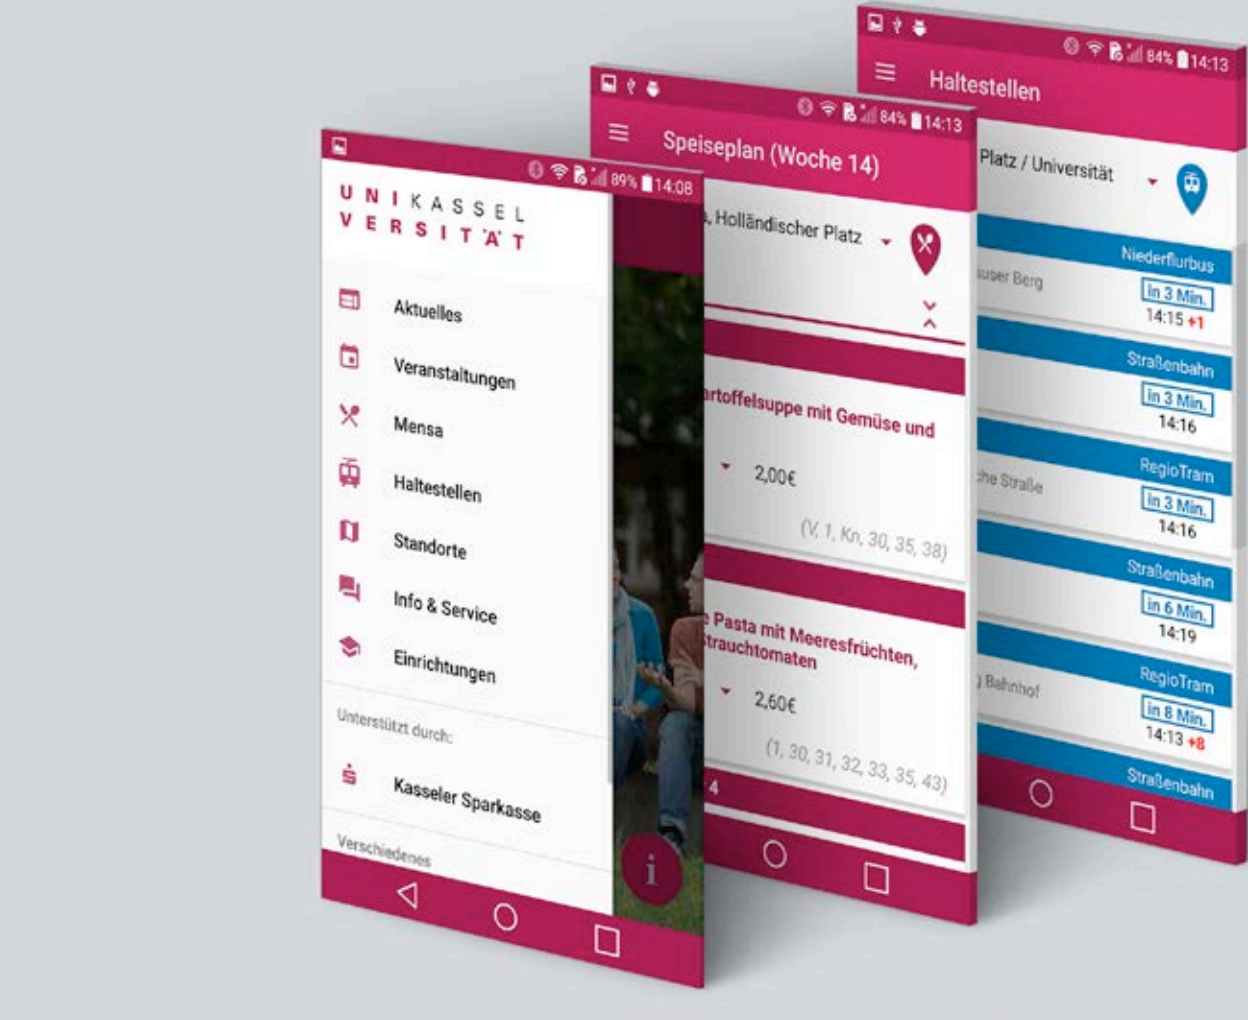 89% 14:08
UNIKASSEL
VERSITÄT
Aktuelles
Veranstaltungen
Mensa
Haltestellen
Standorte
Info & Service
Einrichtungen
Unterstützt durch:
Kasseler Sparkasse
Verschiedenes
i
84% 14:13
Speiseplan (Woche 14)
, Holländischer Platz
artoffelsuppe mit Gemüse und
2,00€
(V, 1, Kn, 30, 35, 38)
e Pasta mit Meeresfrüchten,
Strauchtomaten
2,60€
(1, 30, 31, 32, 33, 35, 43)
4
84% 14:13
Haltestellen
Platz / Universität
Niederflurbus
user Berg
in 3 Min.
14:15 +1
Straßenbahn
in 3 Min.
14:16
RegioTram
che Straße
in 3 Min.
14:16
Straßenbahn
in 6 Min.
14:19
RegioTram
g Bahnhof
in 8 Min.
14:13 +8
Straßenbahn